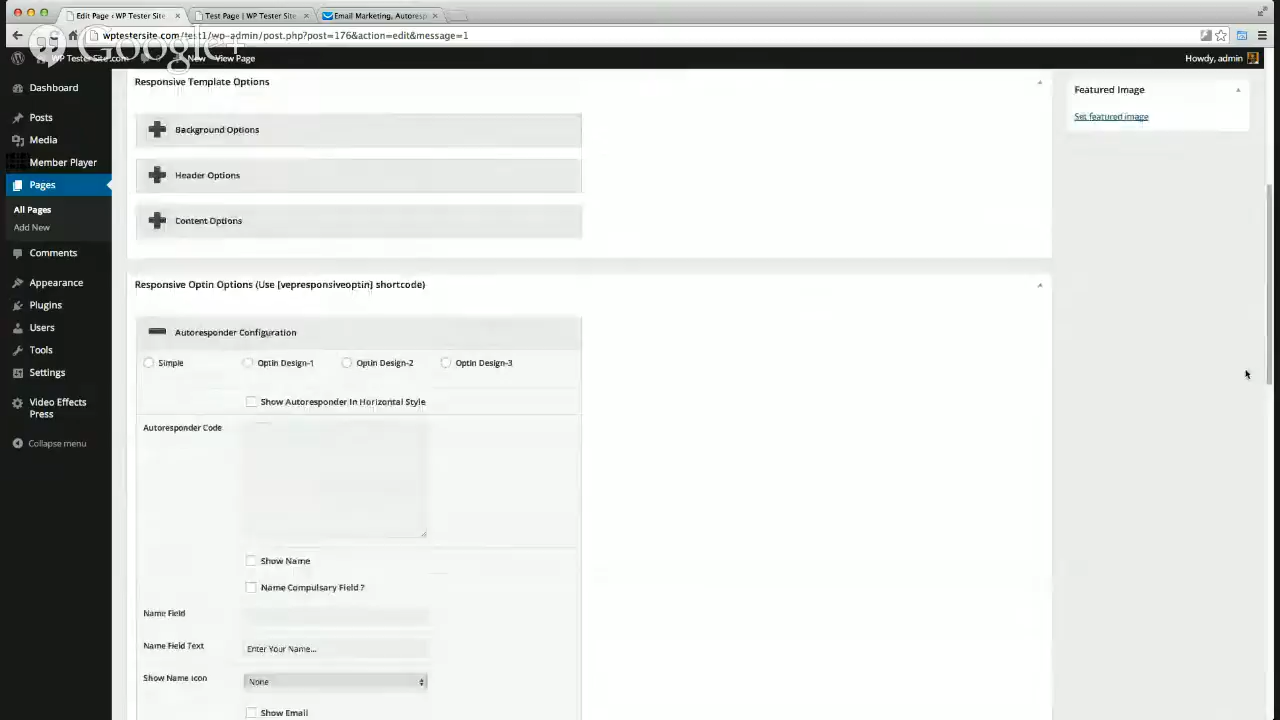 Edit Page ‹ WP Tester Site
Test Page | WP Tester Site
Email Marketing, Autoresp
wptestersite.com/test1/wp-admin/post.php?post=176&action=edit&message=1
Google+
WP Tester Site.com
New
View Page
Howdy, admin
Dashboard
Posts
Media
Member Player
Pages
All Pages
Add New
Comments
Appearance
Plugins
Users
Tools
Settings
Video Effects
Press
Collapse menu
Responsive Template Options
Background Options
Header Options
Content Options
Responsive Optin Options (Use [vepresponsiveoptin] shortcode)
Autoresponder Configuration
Simple Optin Design-1 Optin Design-2 Optin Design-3
Show Autoresponder In Horizontal Style
Autoresponder Code
Show Name
Name Compulsary Field ?
Name Field
Name Field Text Enter Your Name...
Show Name Icon None
Show Email
Featured Image
Set featured image